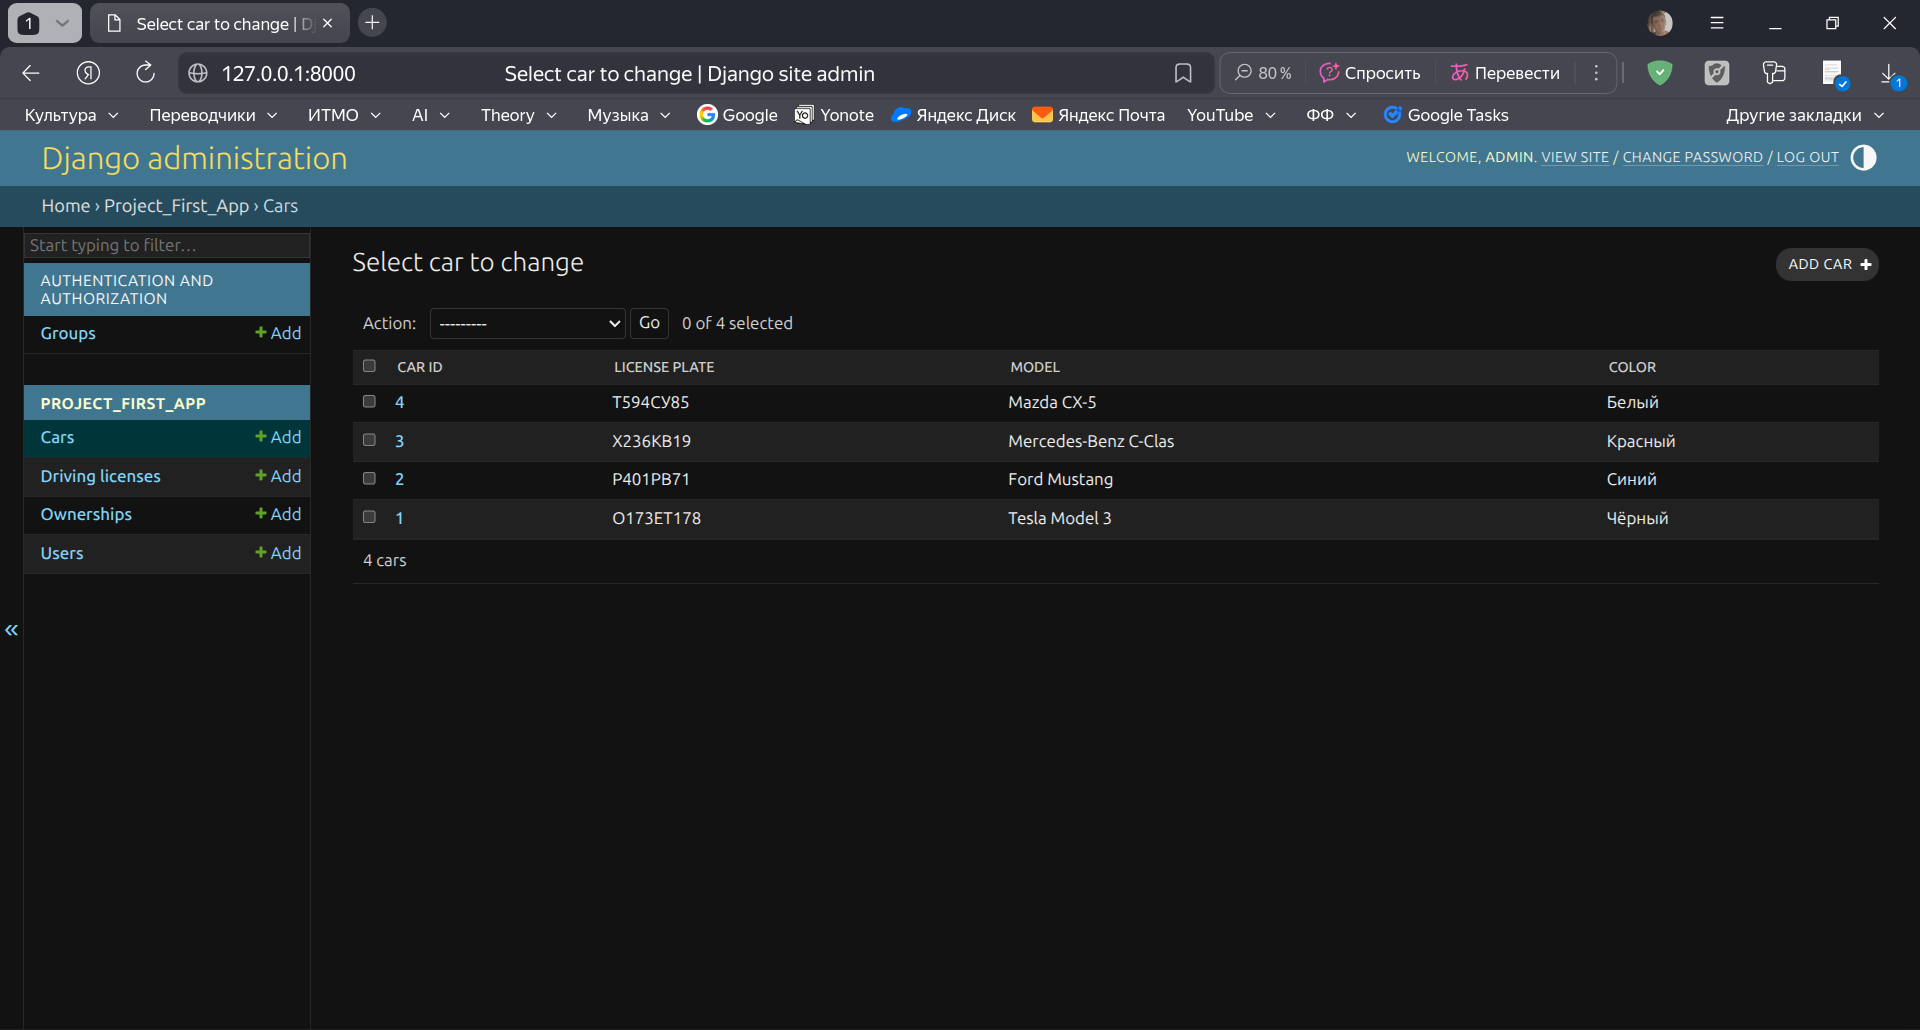 1
Select car to change | D
127.0.0.1:8000
Select car to change | Django site admin
80 %
Спросить
Перевести
1
Культура
Переводчики
ИТМО
AI
Theory
Музыка
Google
Yonote
Яндекс Диск
Яндекс Почта
YouTube
ФФ
Google Tasks
Другие закладки
Django administration
WELCOME, ADMIN. VIEW SITE / CHANGE PASSWORD / LOG OUT
Home › Project_First_App › Cars
Start typing to filter…
AUTHENTICATION AND
AUTHORIZATION
Groups
+ Add
PROJECT_FIRST_APP
Cars
+ Add
Driving licenses
+ Add
Ownerships
+ Add
Users
+ Add
«
Select car to change
ADD CAR +
Action: --------- Go 0 of 4 selected
CAR ID LICENSE PLATE MODEL COLOR
4 Т594СУ85 Mazda CX-5 Белый
3 Х236КВ19 Mercedes-Benz C-Clas Красный
2 Р401РВ71 Ford Mustang Синий
1 О173ЕТ178 Tesla Model 3 Чёрный
4 cars